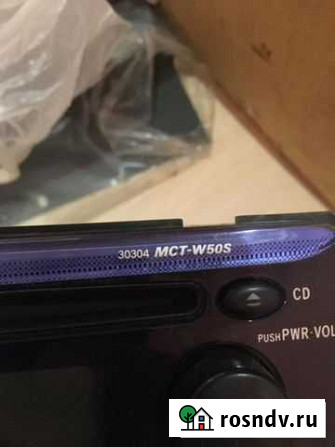 30304 MCT-W50S
CD
PUSH PWR·VOL
rosndv.ru